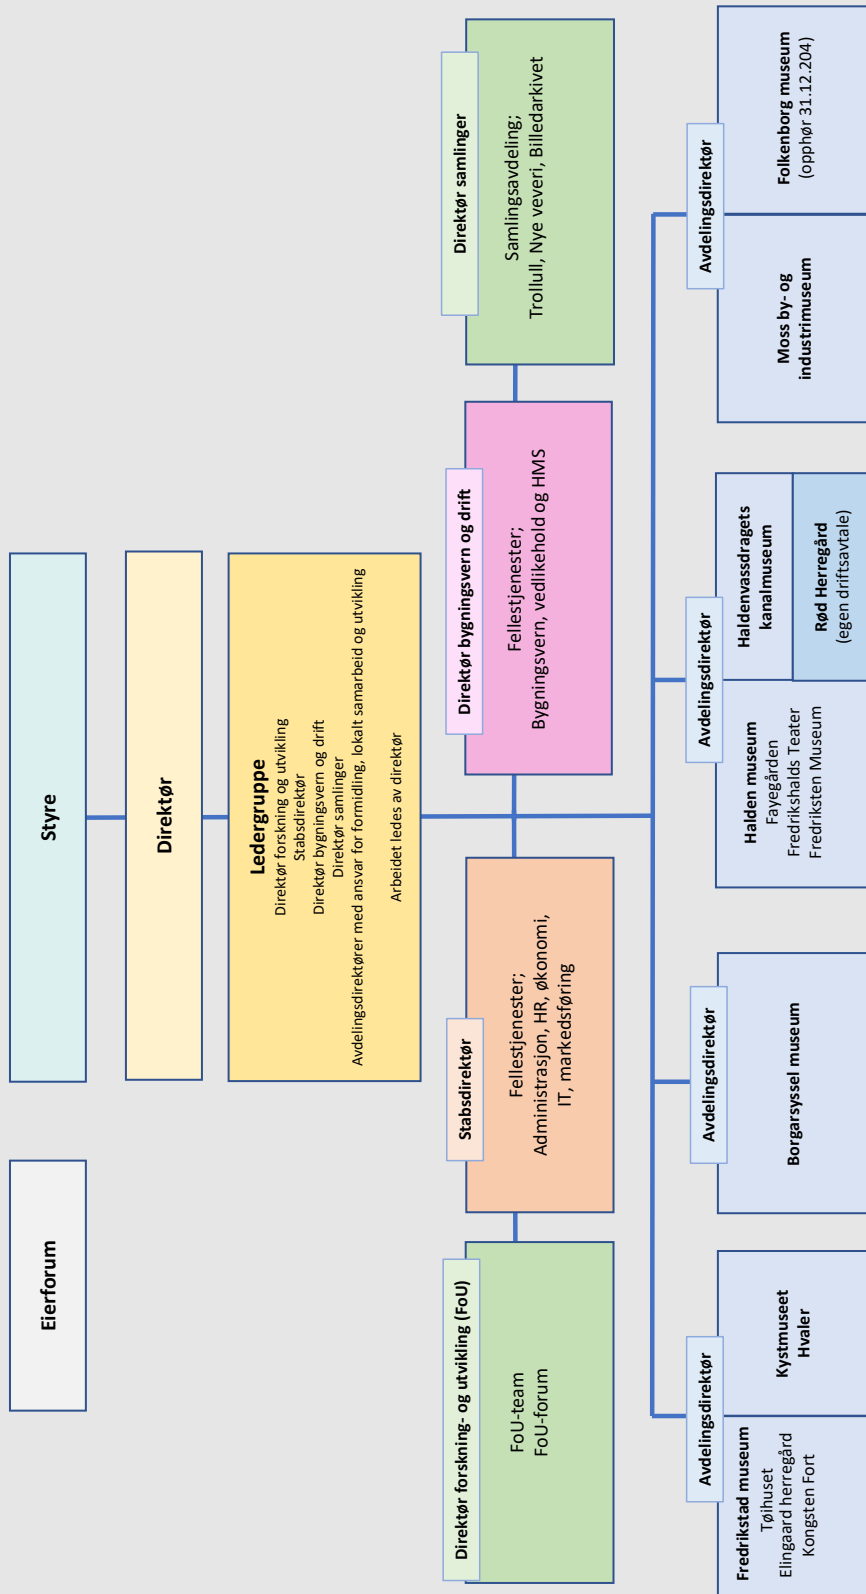 Eierforum
Styre
Direktør
Ledergruppe
Direktør forskning og utvikling
Stabsdirektør
Direktør bygningsvern og drift
Direktør samlinger
Avdelingsdirektører med ansvar for formidling, lokalt samarbeid og utvikling
Arbeidet ledes av direktør
Direktør forskning- og utvikling (FoU)
FoU-team
FoU-forum
Stabsdirektør
Fellestjenester;
Administrasjon, HR, økonomi,
IT, markedsføring
Direktør bygningsvern og drift
Fellestjenester;
Bygningsvern, vedlikehold og HMS
Direktør samlinger
Samlingsavdeling;
Trollull, Nye veveri, Billedarkivet
Avdelingsdirektør
Fredrikstad museum
Tøihuset
Elingaard herregård
Kongsten Fort
Kystmuseet
Hvaler
Avdelingsdirektør
Borgarsyssel museum
Avdelingsdirektør
Halden museum
Fayegården
Fredrikshalds Teater
Fredriksten Museum
Haldenvassdragets
kanalmuseum
Rød Herregård
(egen driftsavtale)
Avdelingsdirektør
Moss by- og
industrimuseum
Folkenborg museum
(opphør 31.12.204)